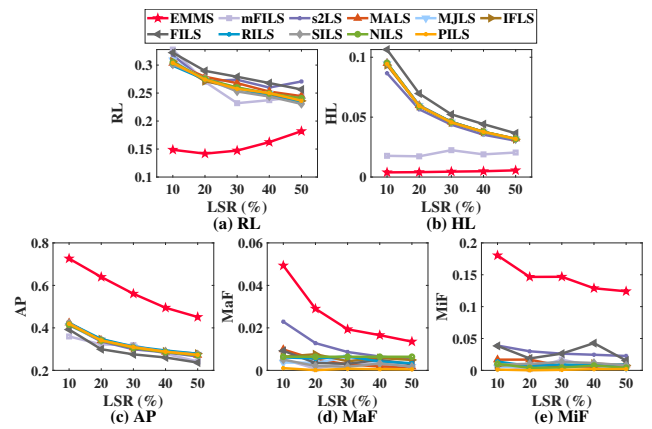 EMMS mFILS s2LS MALS MJLS IFLS
FILS RILS SILS NILS PILS
0.3
0.25
0.2
0.15
0.1
RL
10 20 30 40 50
LSR (%)
(a) RL
0.1
0.05
0
HL
10 20 30 40 50
LSR (%)
(b) HL
0.8
0.6
0.4
0.2
AP
10 20 30 40 50
LSR (%)
(c) AP
0.06
0.04
0.02
0
MaF
10 20 30 40 50
LSR (%)
(d) MaF
0.2
0.15
0.1
0.05
0
MiF
10 20 30 40 50
LSR (%)
(e) MiF